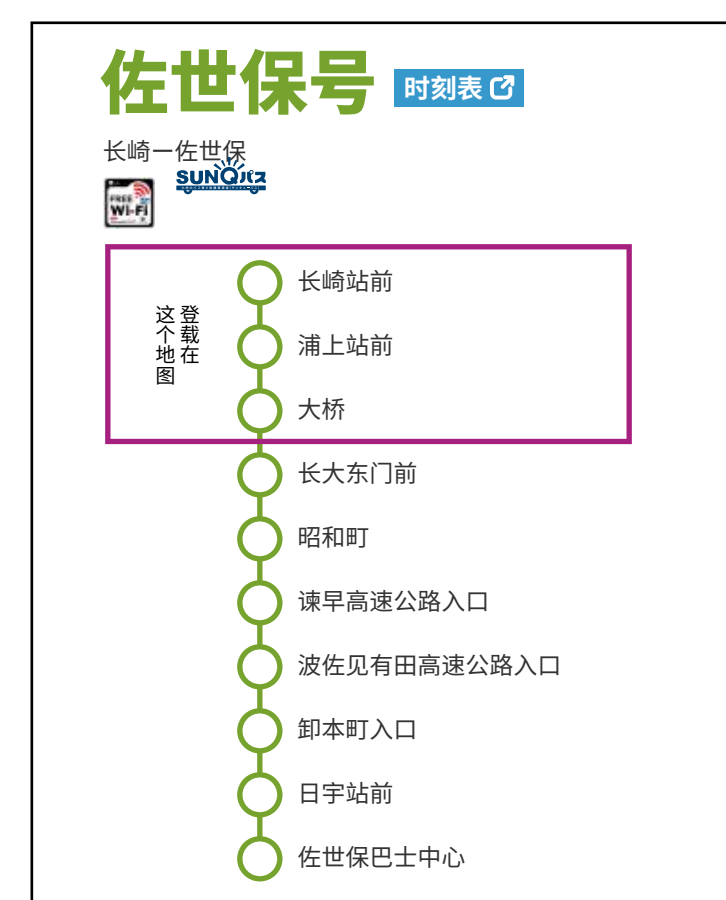 佐世保号
时刻表
长崎ー佐世保
FREE
Wi-Fi
SUNQパス
登载在
这个地图
长崎站前
浦上站前
大桥
长大东门前
昭和町
谏早高速公路入口
波佐见有田高速公路入口
卸本町入口
日宇站前
佐世保巴士中心